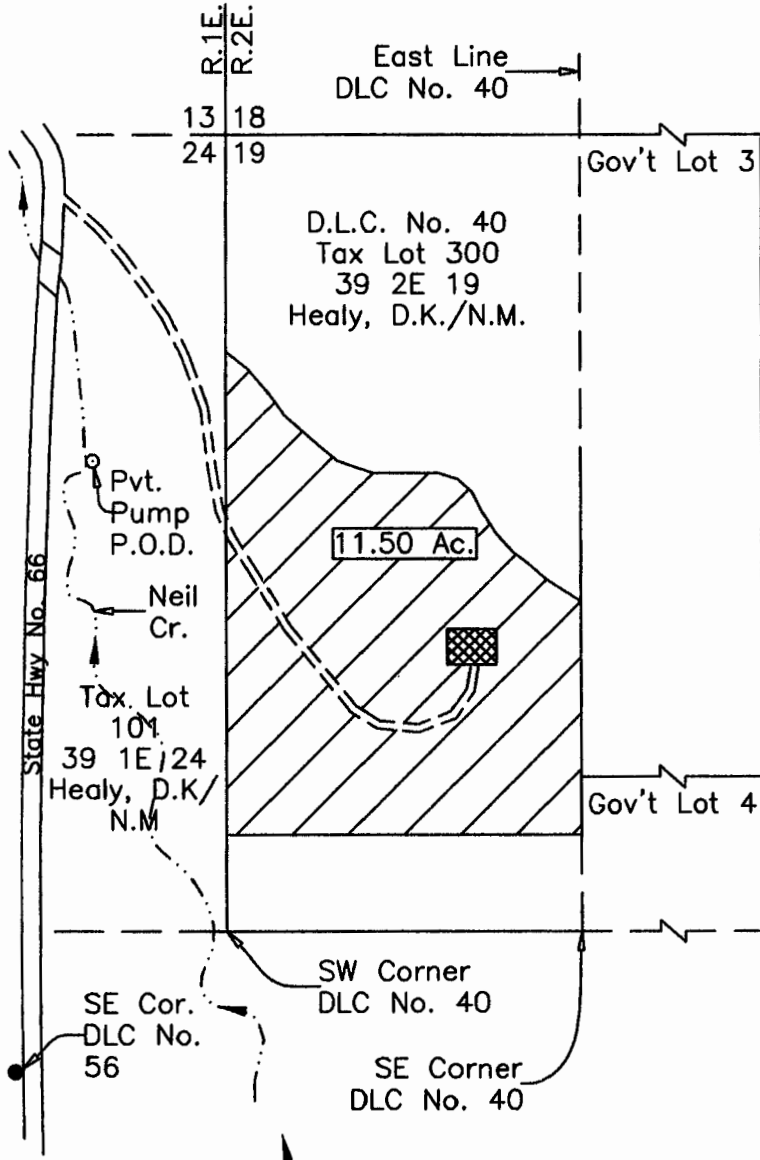 R.1E.
R.2E.
East Line
DLC No. 40
13 18
24 19
Gov't Lot 3
D.L.C. No. 40
Tax Lot 300
39 2E 19
Healy, D.K./N.M.
Pvt.
Pump
P.O.D.
11.50 Ac.
Neil
Cr.
State Hwy No. 66
Tax Lot
101
39 1E 24
Healy, D.K/
N.M
Gov't Lot 4
SW Corner
DLC No. 40
SE Cor.
DLC No.
56
SE Corner
DLC No. 40